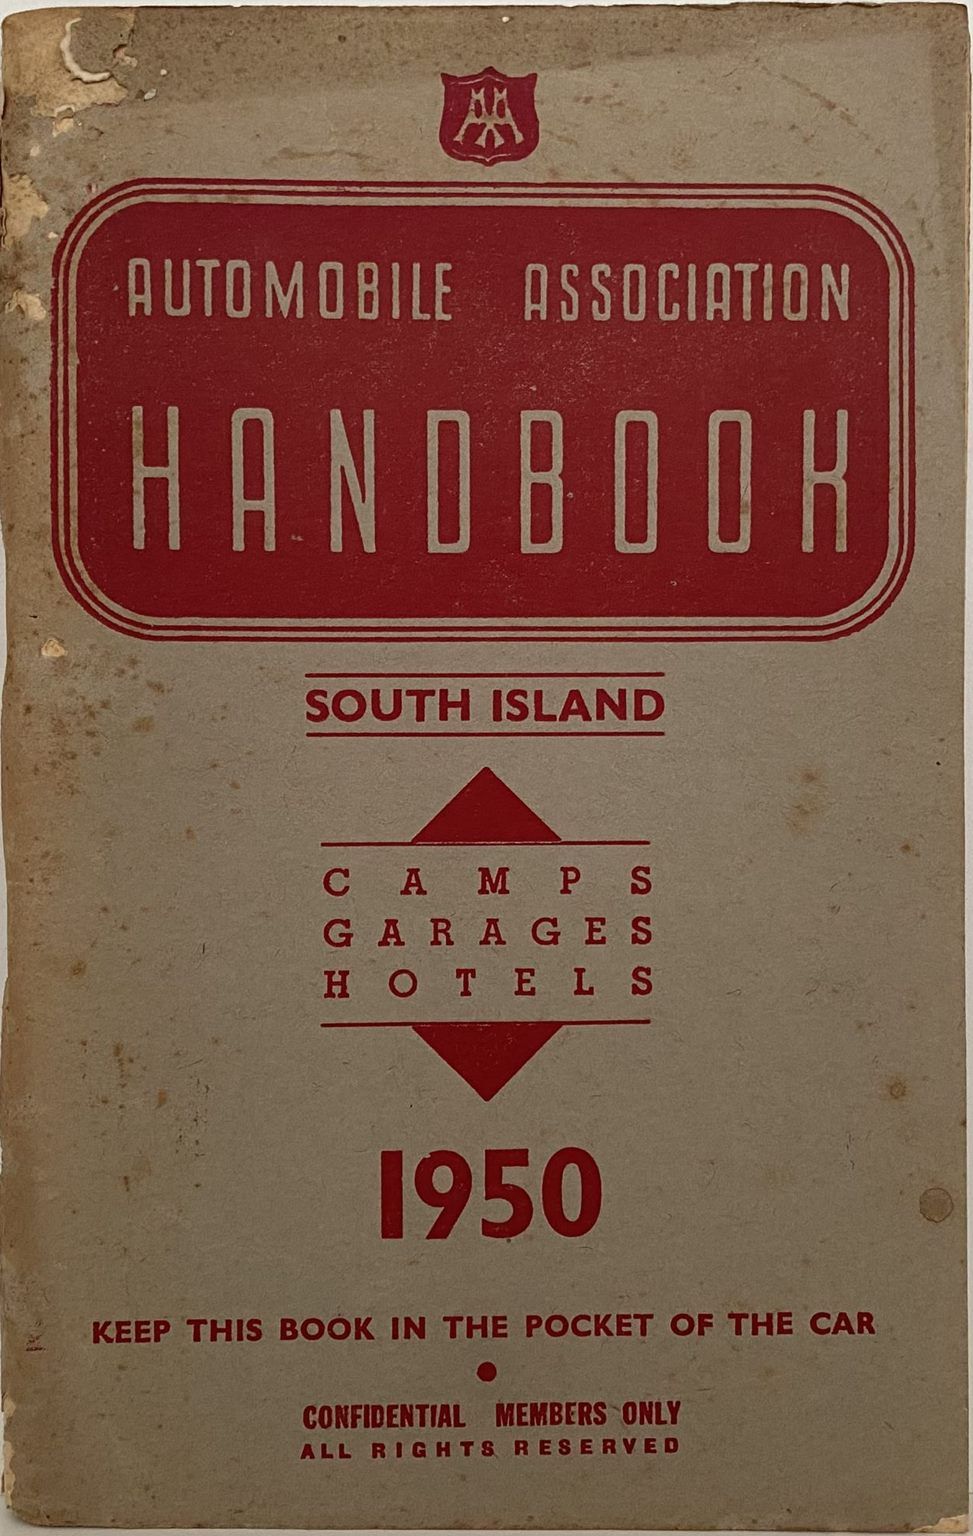 AA
AUTOMOBILE ASSOCIATION
HANDBOOK
SOUTH ISLAND
CAMPS
GARAGES
HOTELS
1950
KEEP THIS BOOK IN THE POCKET OF THE CAR
CONFIDENTIAL MEMBERS ONLY
ALL RIGHTS RESERVED